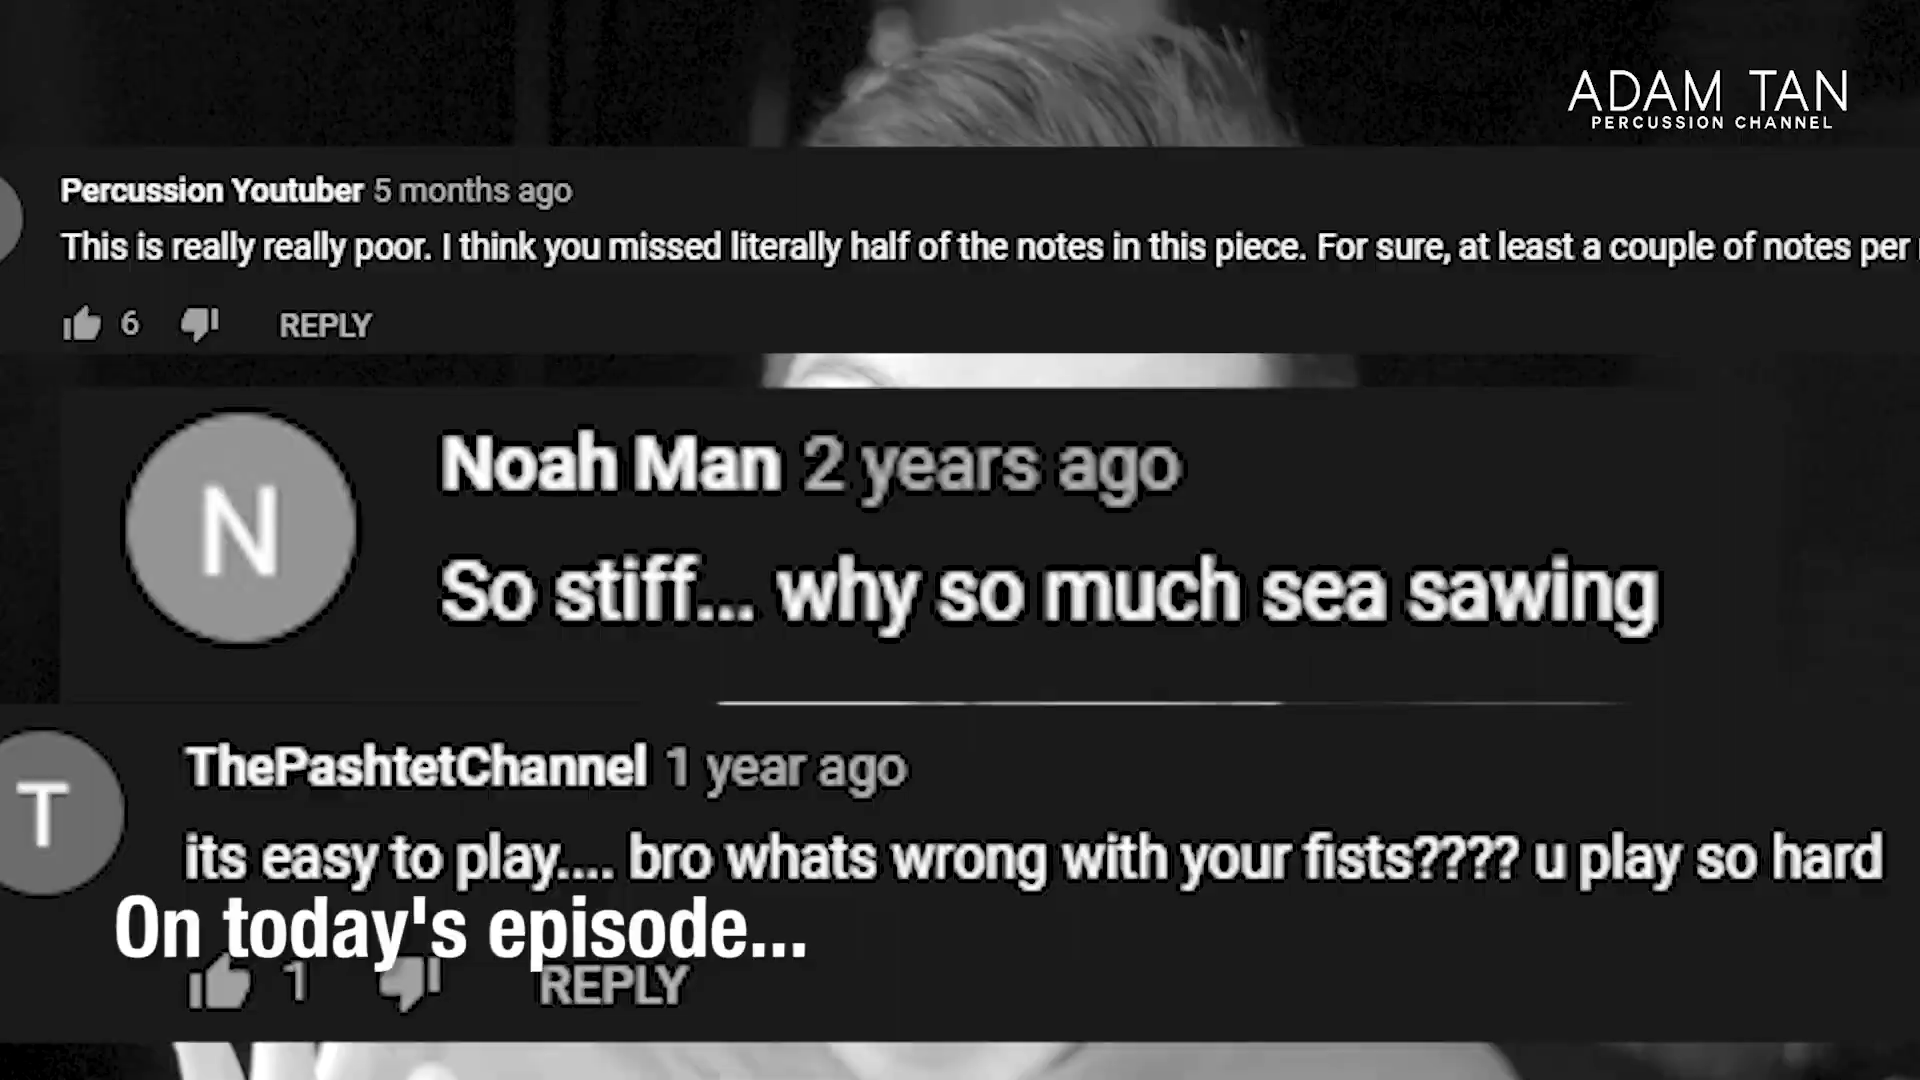 ADAM TAN
PERCUSSION CHANNEL
Percussion Youtuber 5 months ago
This is really really poor. I think you missed literally half of the notes in this piece. For sure, at least a couple of notes per
6 REPLY
N
Noah Man 2 years ago
So stiff... why so much sea sawing
T
ThePashtetChannel 1 year ago
its easy to play.... bro whats wrong with your fists???? u play so hard
On today's episode...
1 REPLY